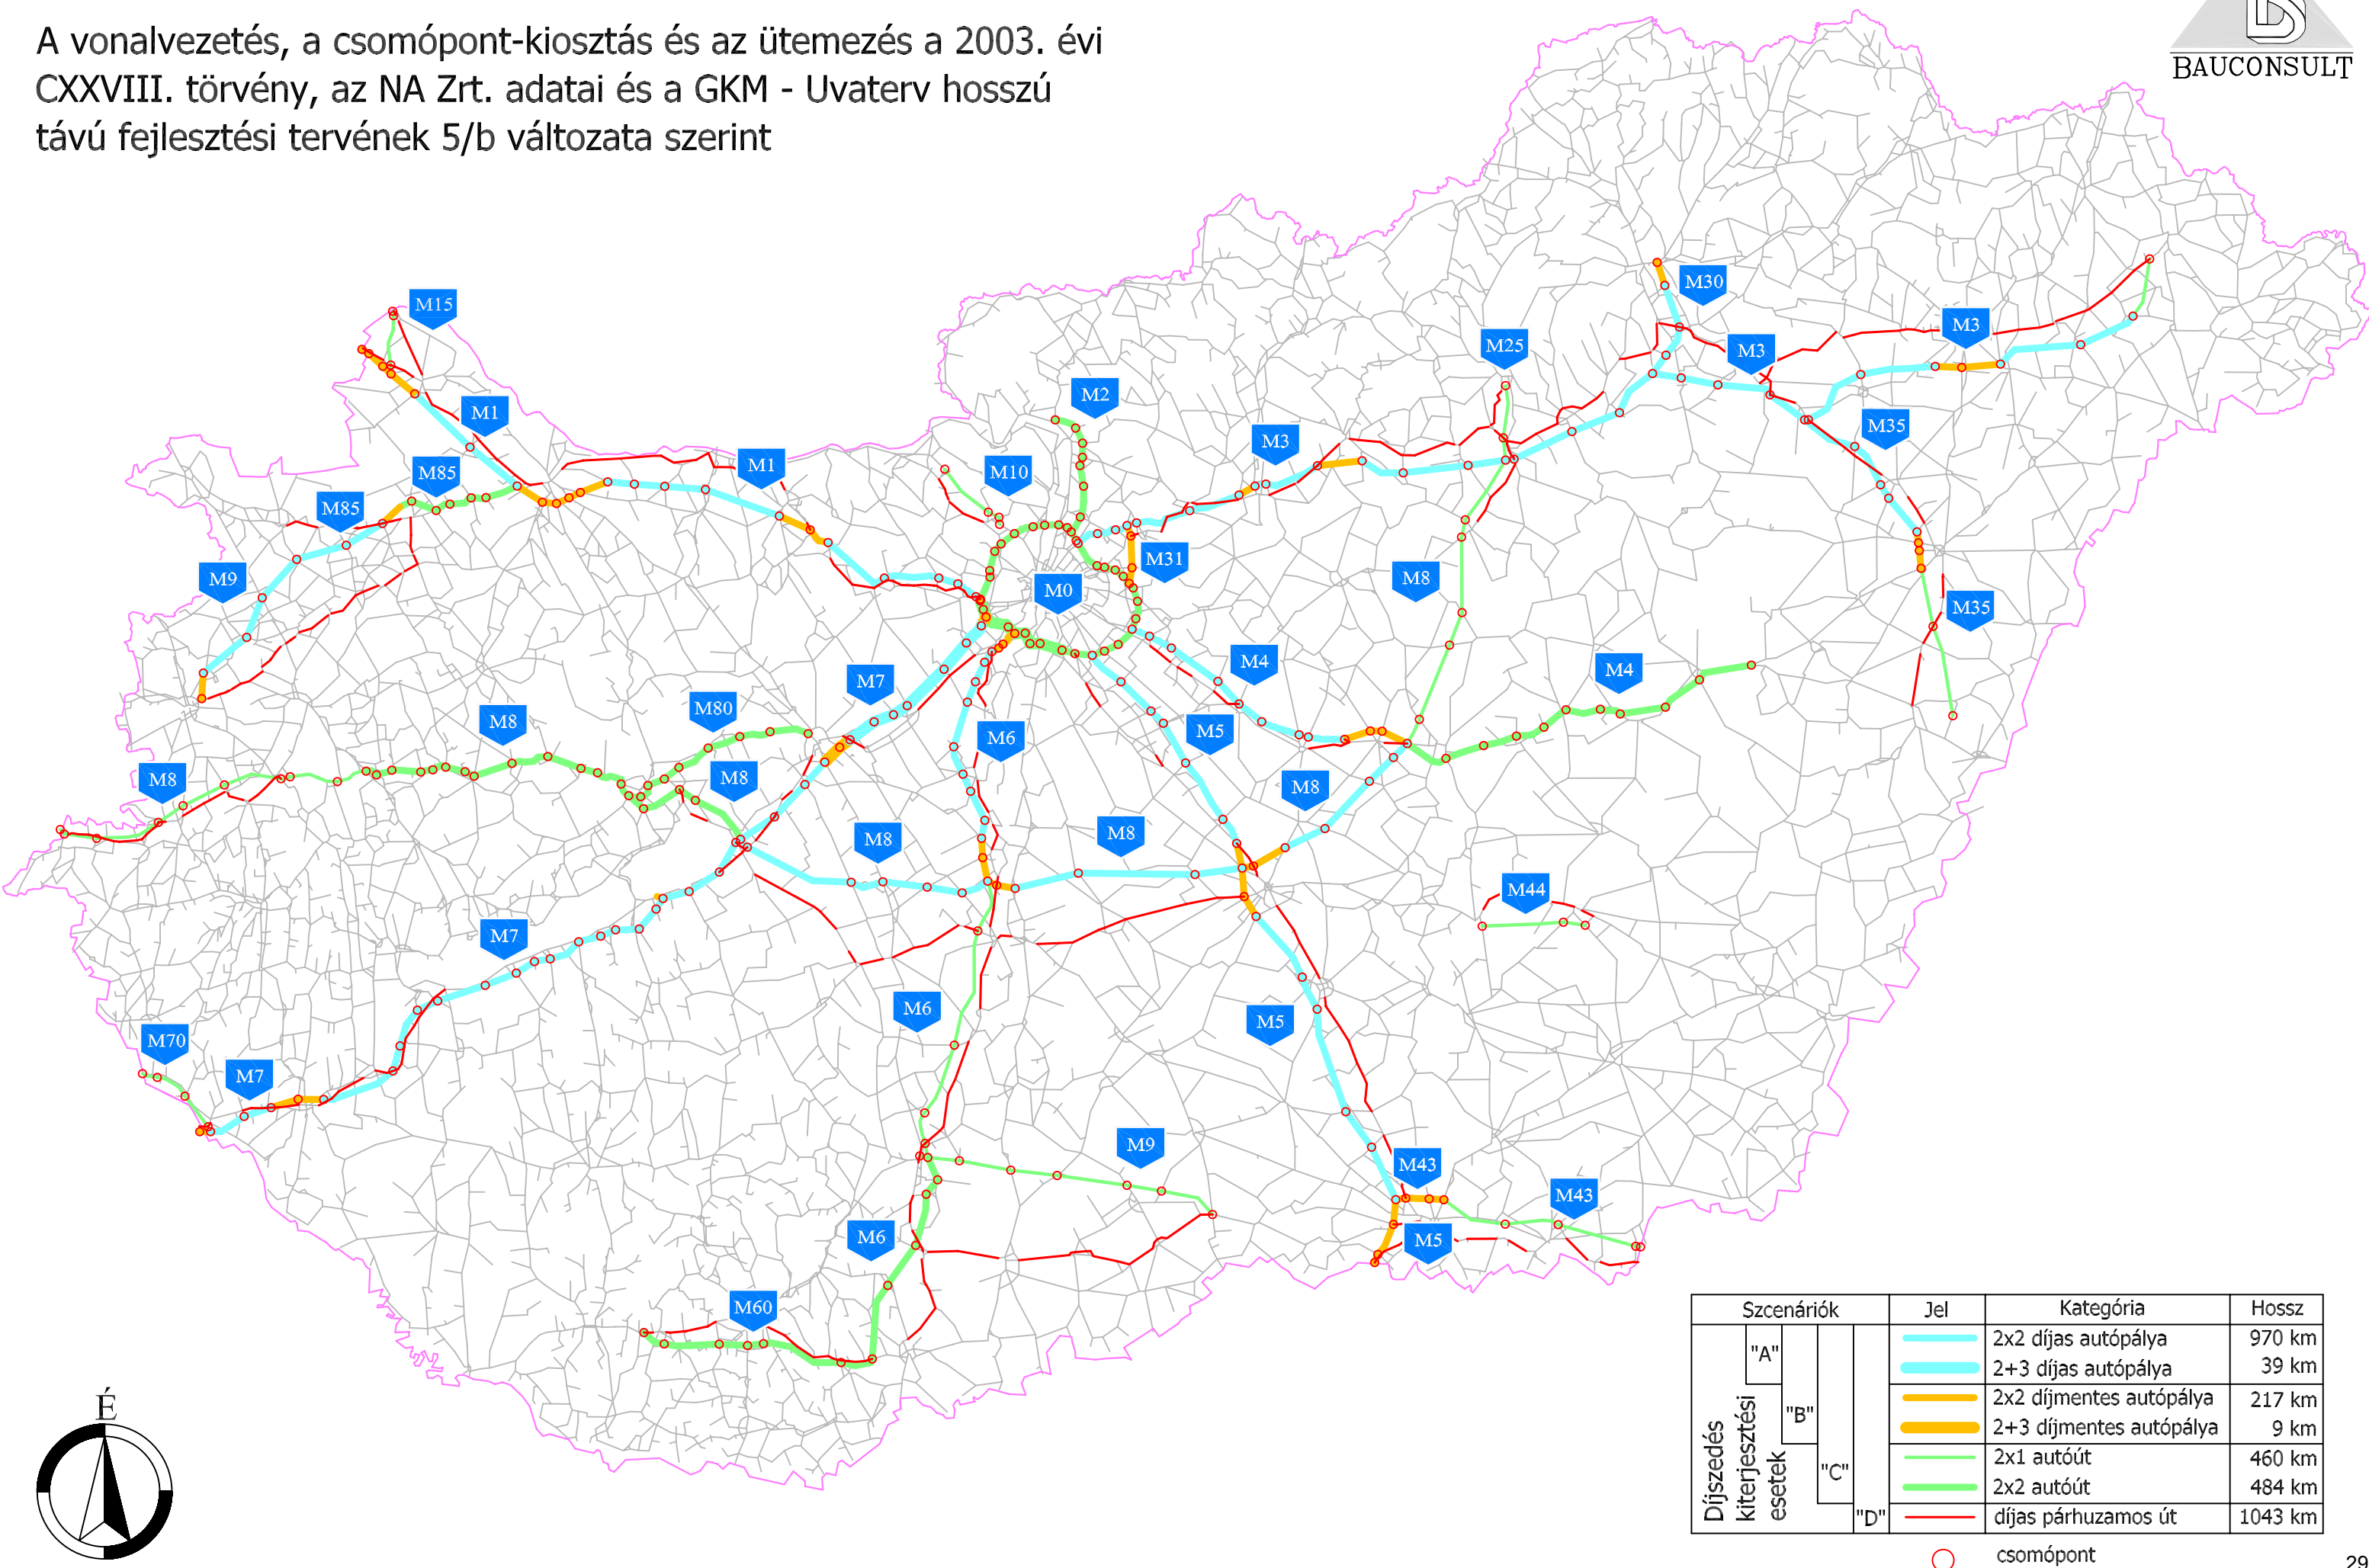 A vonalvezetés, a csomópont-kiosztás és az ütemezés a 2003. évi
CXXVIII. törvény, az NA Zrt. adatai és a GKM - Uvaterv hosszú
távú fejlesztési tervének 5/b változata szerint
BAUCONSULT
M30
M15
M3
M25
M3
M2
M1
M35
M3
M1
M10
M85
M85
M31
M9
M8
M0
M35
M4
M4
M7
M80
M8
M5
M6
M8
M8
M8
M8
M8
M44
M7
M6
M5
M70
M7
M9
M43
M43
M6
M5
M60
É
Szcenáriók Jel Kategória Hossz
"A" 2x2 díjas autópálya 970 km
2+3 díjas autópálya 39 km
"B" 2x2 díjmentes autópálya 217 km
2+3 díjmentes autópálya 9 km
"C" 2x1 autóút 460 km
2x2 autóút 484 km
"D" díjas párhuzamos út 1043 km
Díjszedés
kiterjesztési
esetek
csomópont
29